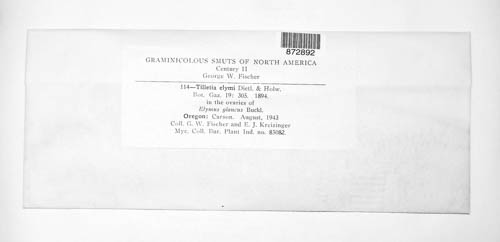 872892
GRAMINICOLOUS SMUTS OF NORTH AMERICA
Century II
George W. Fischer
114—Tilletia elymi Dietl. & Holw.
Bot. Gaz. 19: 305. 1894.
in the ovaries of
Elymus glaucus Buckl.
Oregon: Carson. August, 1943
Coll. G. W. Fischer and E. J. Kreizinger
Myc. Coll. Bur. Plant Ind. no. 83082.